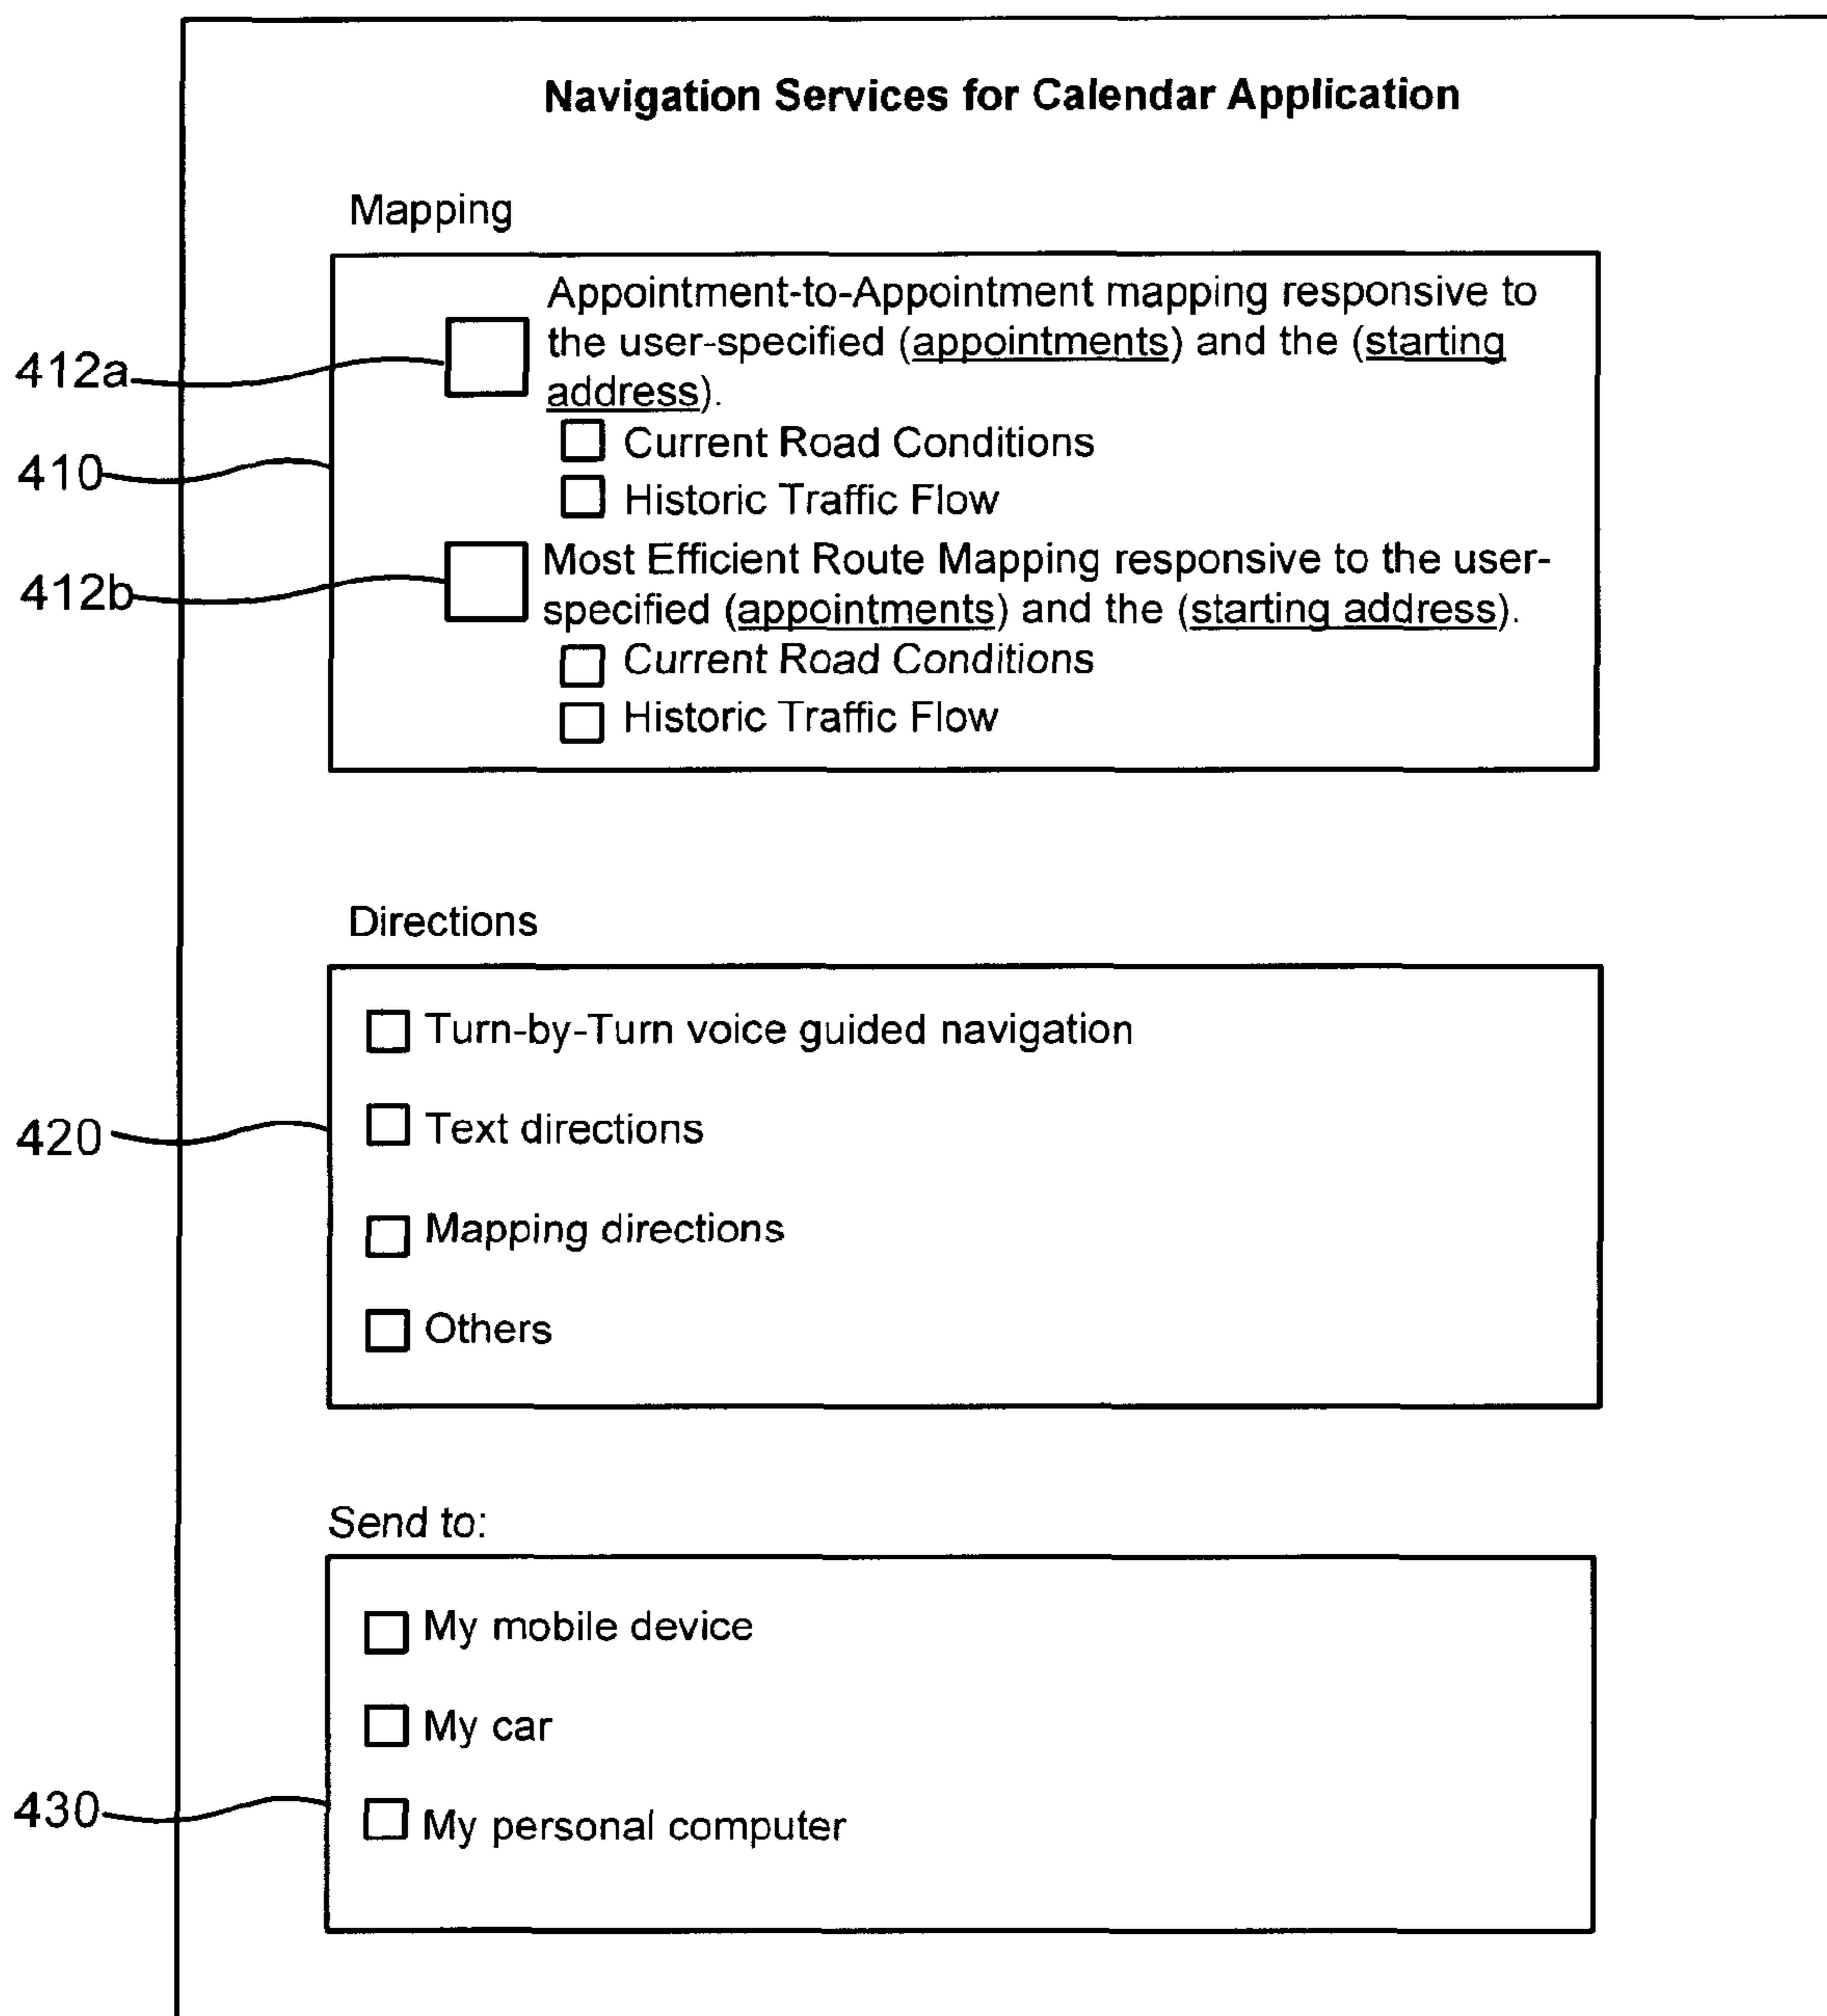 Navigation Services for Calendar Application
Mapping
Appointment-to-Appointment mapping responsive to
412a the user-specified (appointments) and the (starting
address).
Current Road Conditions
410
Historic Traffic Flow
Most Efficient Route Mapping responsive to the user-
412b specified (appointments) and the (starting address).
Current Road Conditions
Historic Traffic Flow
Directions
Turn-by-Turn voice guided navigation
420 Text directions
Mapping directions
Others
Send to:
My mobile device
My car
430 My personal computer